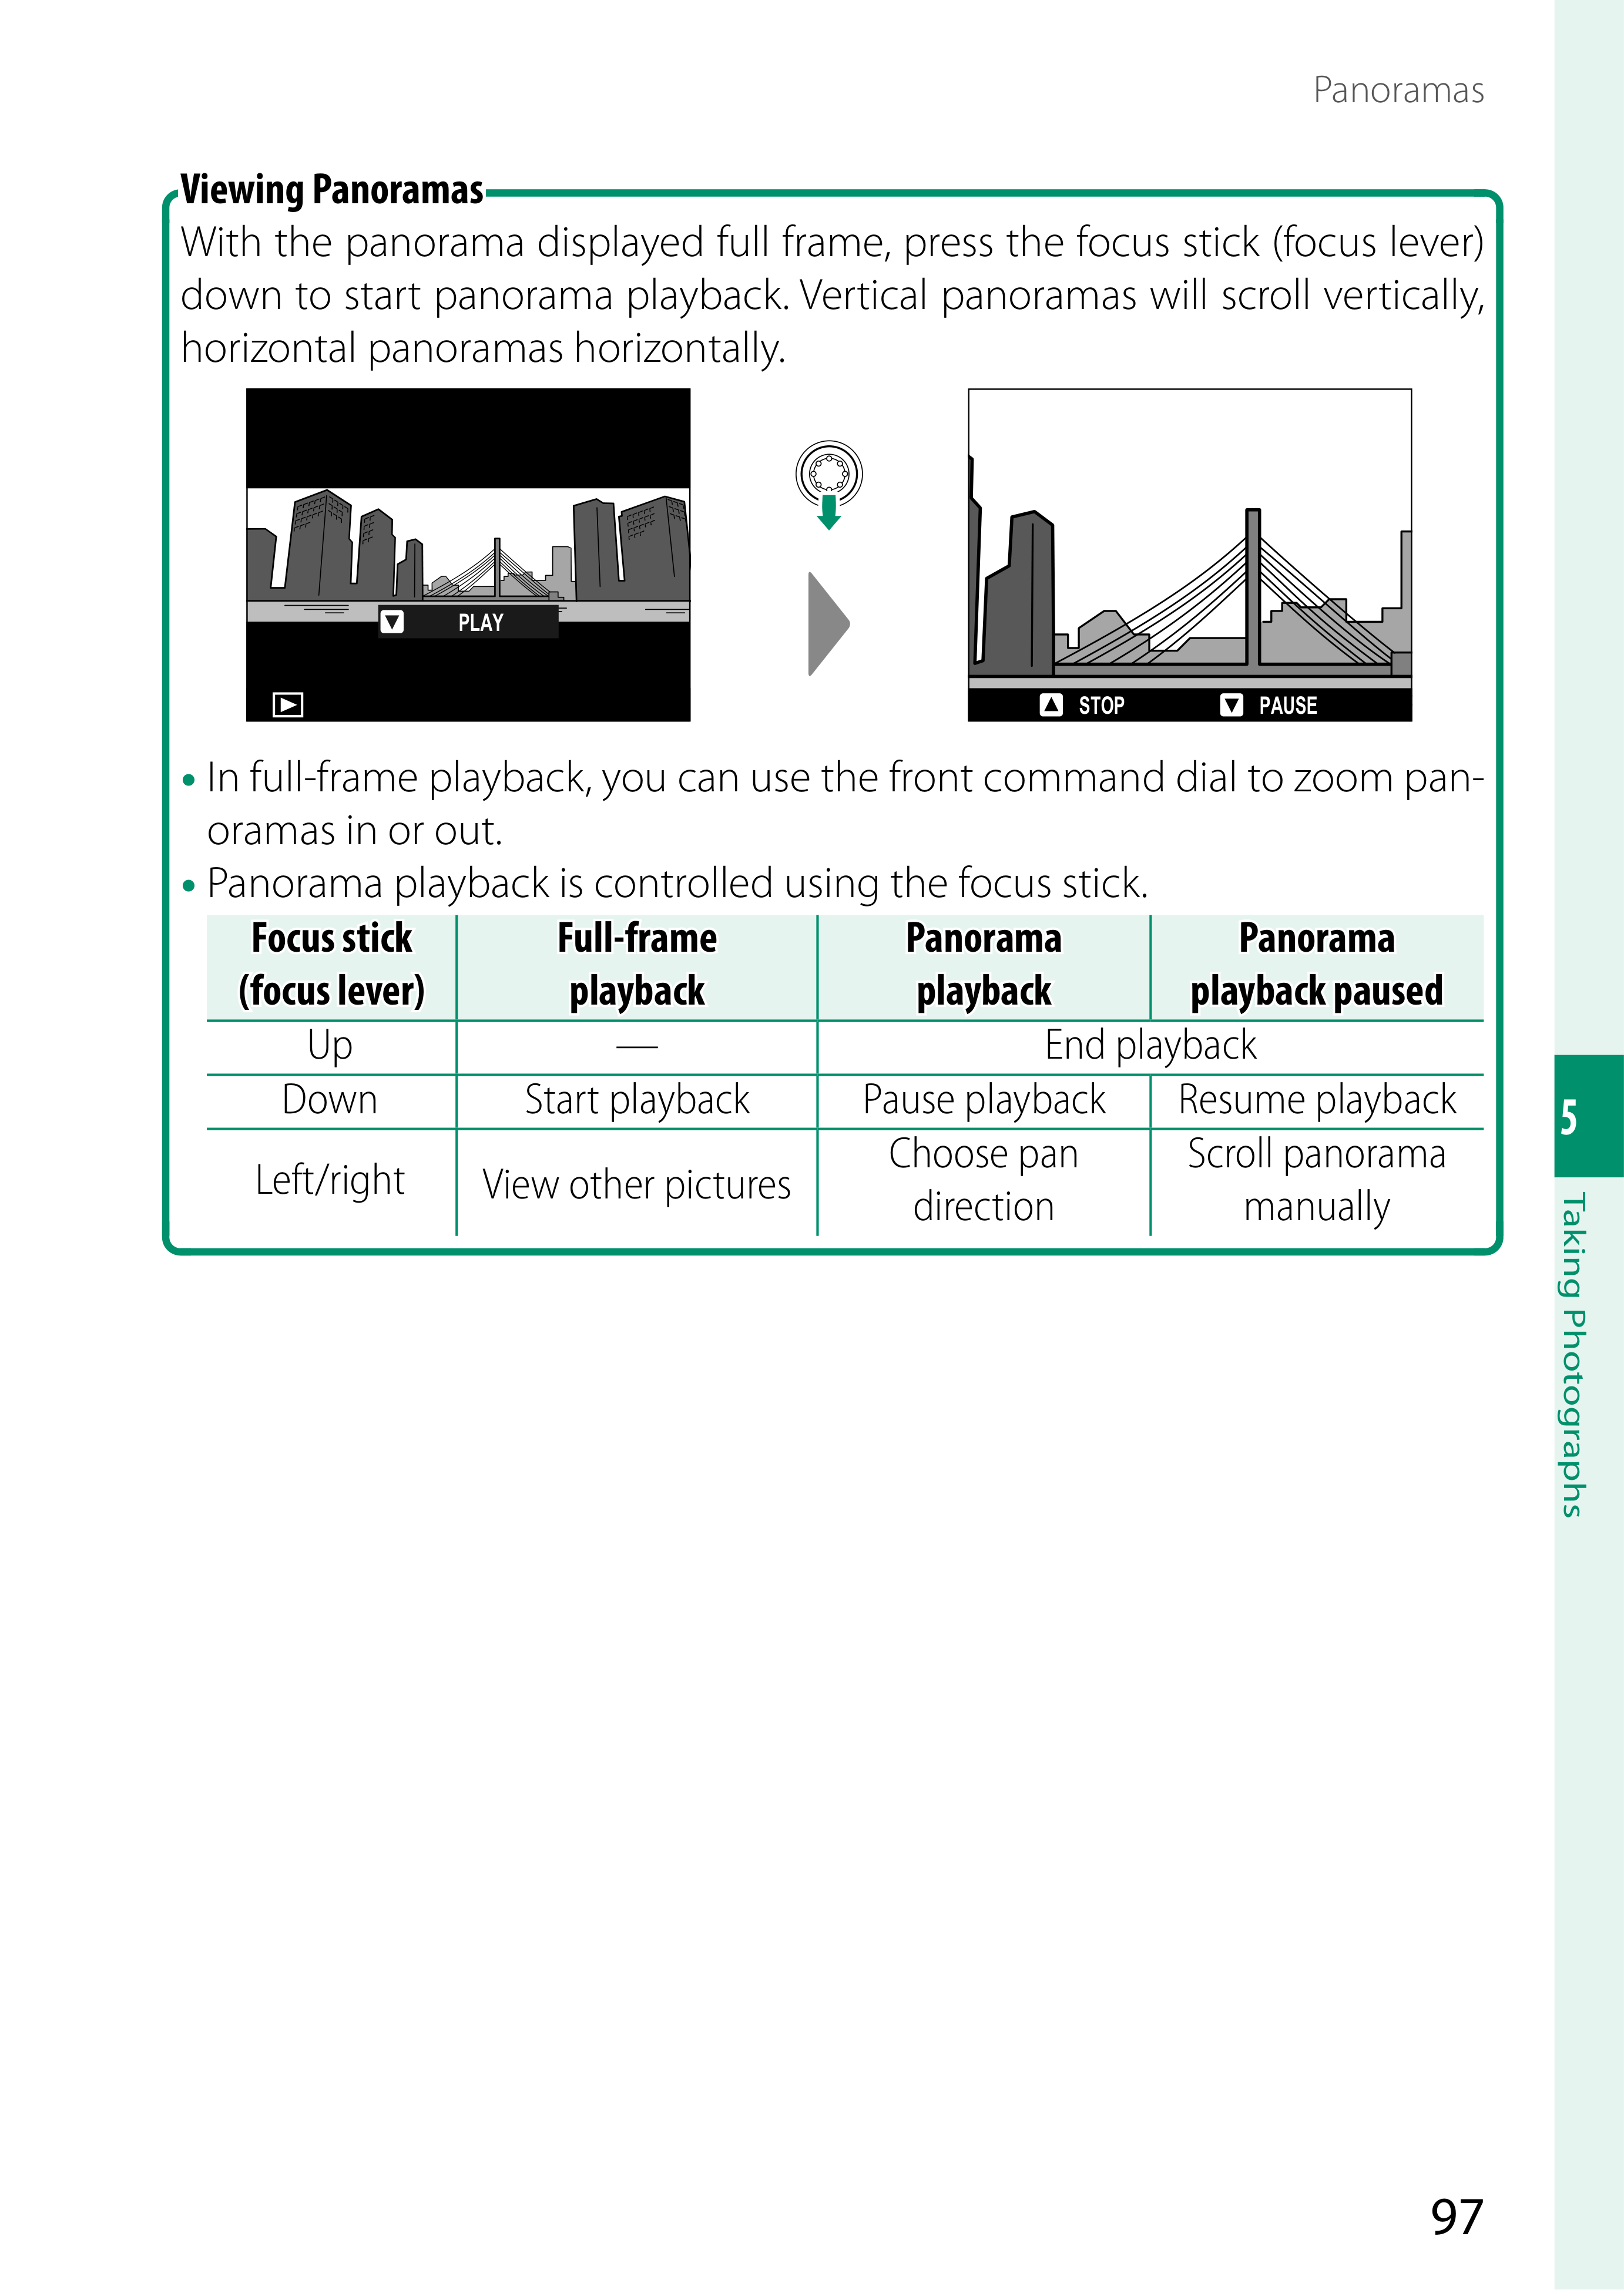 Panoramas
Viewing Panoramas
With the panorama displayed full frame, press the focus stick (focus lever)
down to start panorama playback. Vertical panoramas will scroll vertically,
horizontal panoramas horizontally.
PLAY
STOP PAUSE
• In full-frame playback, you can use the front command dial to zoom pan-
oramas in or out.
• Panorama playback is controlled using the focus stick.
Focus stick (focus lever) | Full-frame playback | Panorama playback | Panorama playback paused
Up | — | End playback
Down | Start playback | Pause playback | Resume playback
Left/right | View other pictures | Choose pan direction | Scroll panorama manually
5
Taking Photographs
97